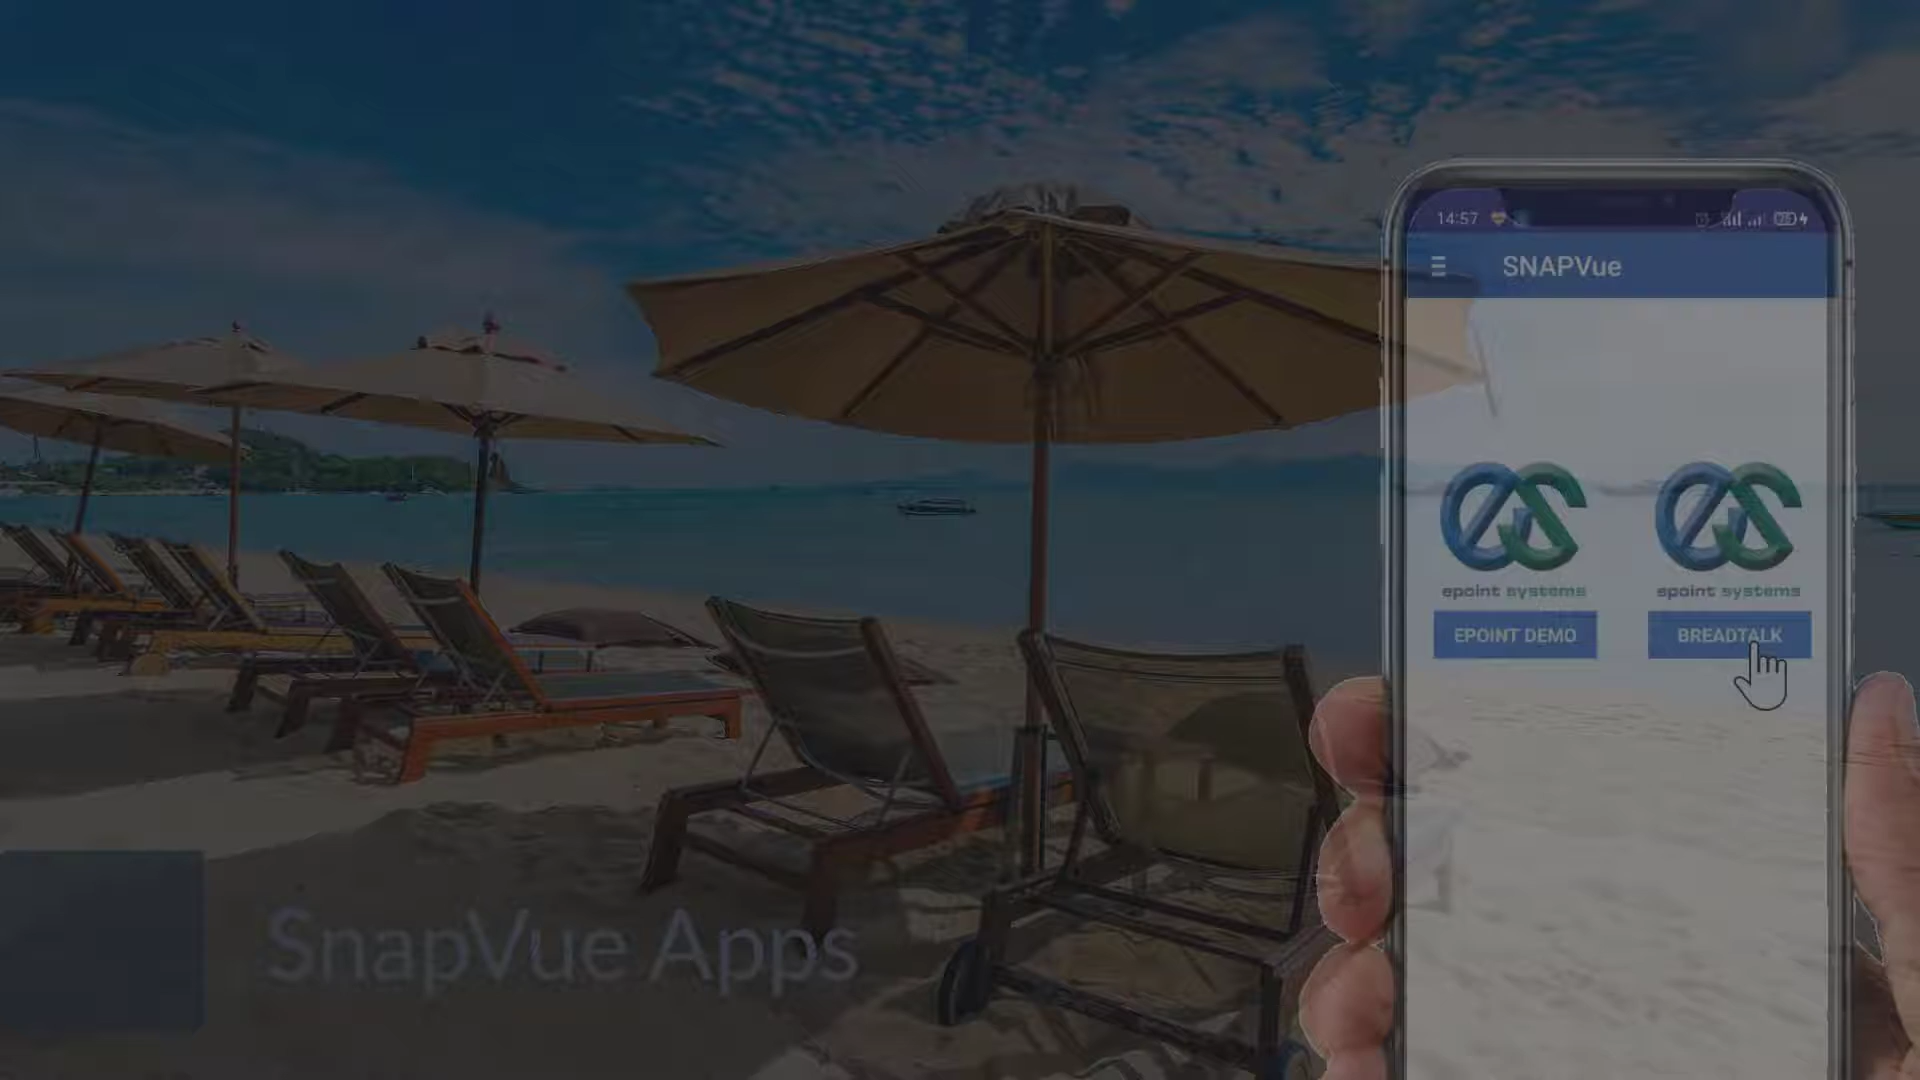 14:57
SNAPVue
epoint systems
epoint systems
EPOINT DEMO
BREADTALK
SnapVue Apps